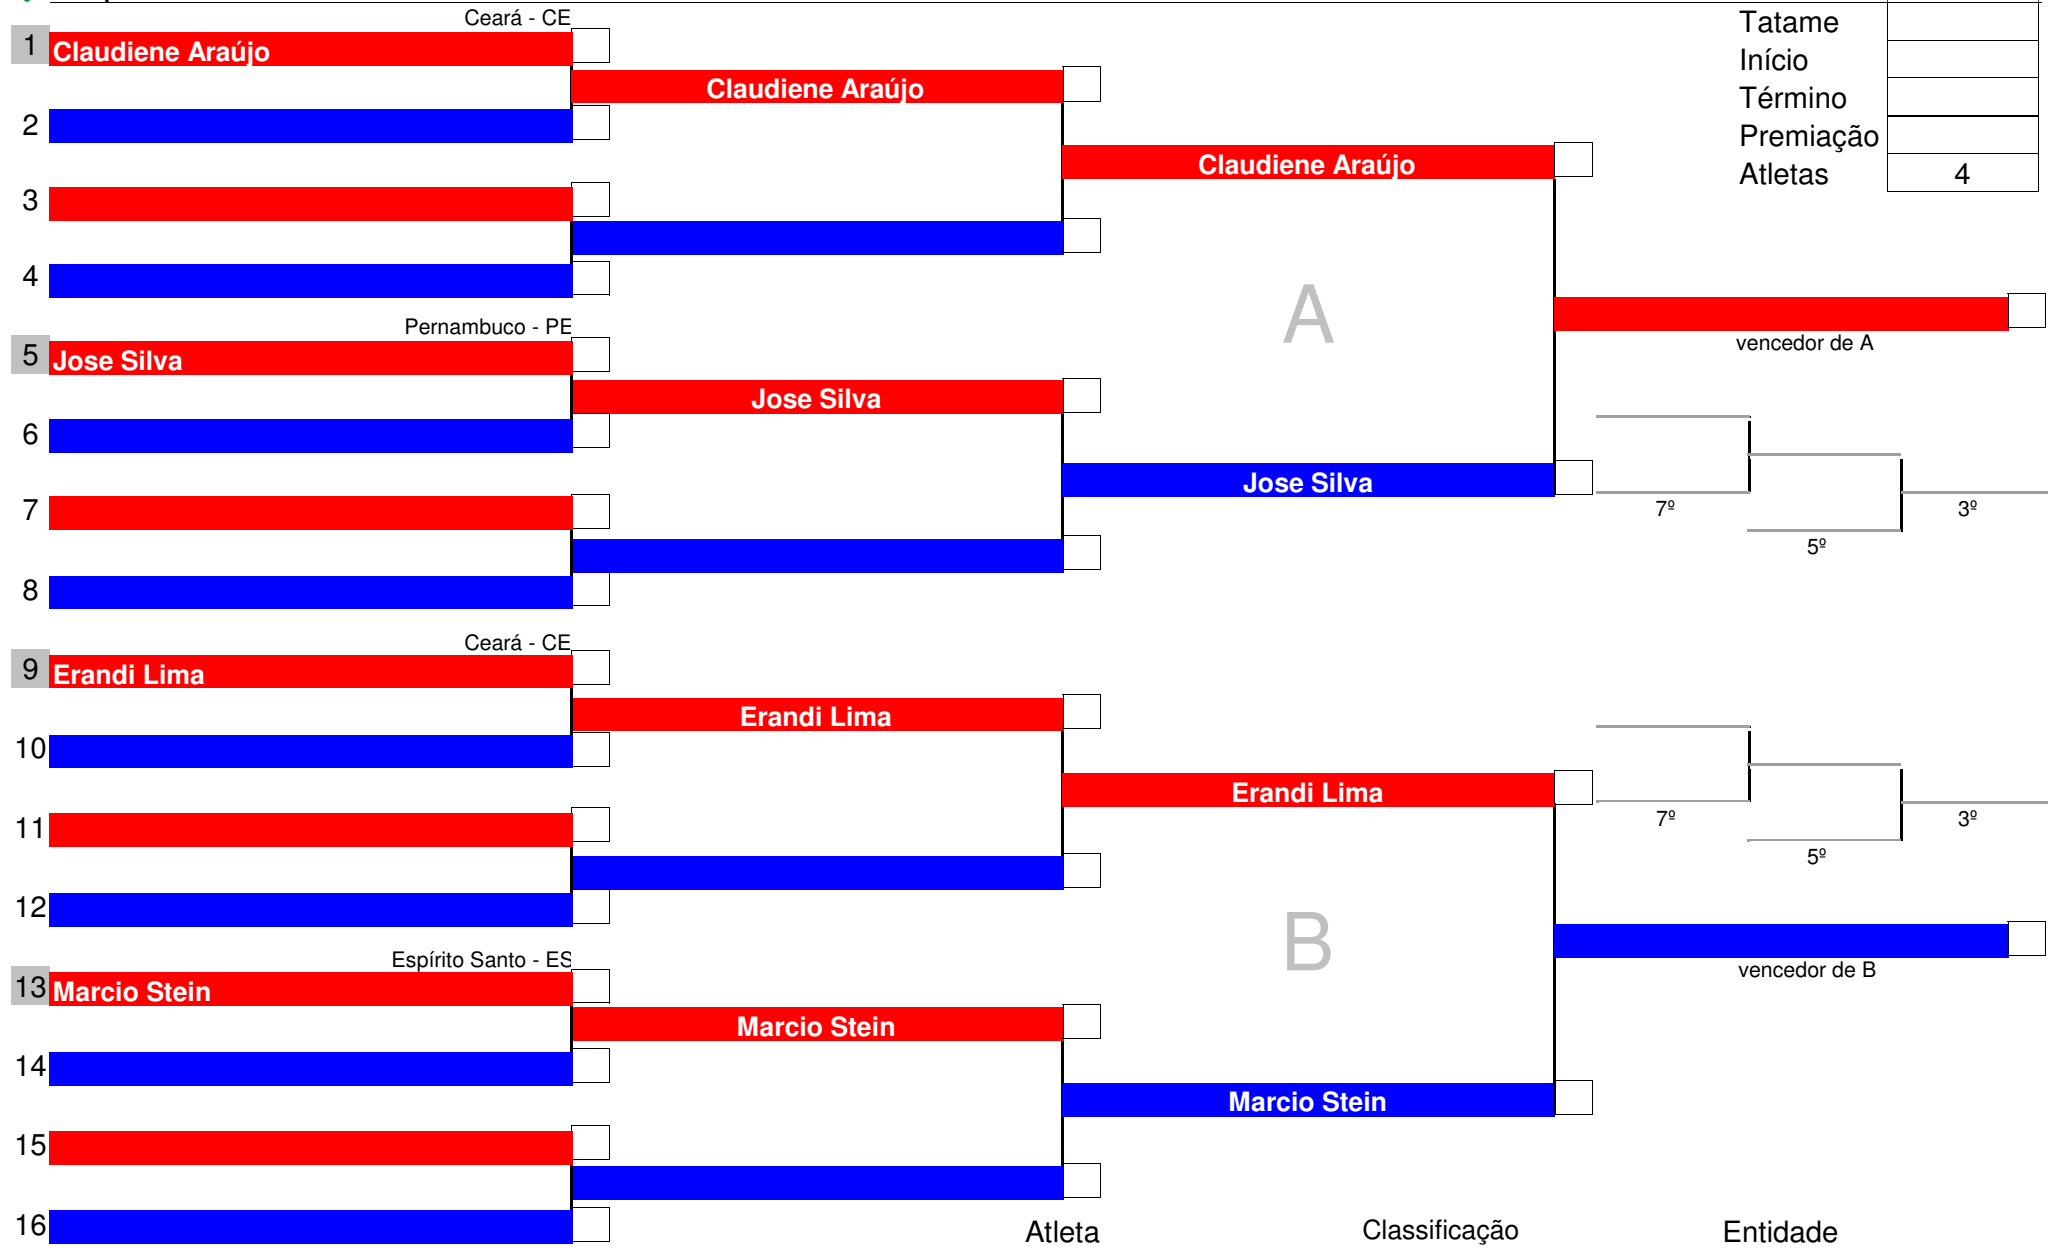 Ceará - CE
1 Claudiene Araújo
Claudiene Araújo
2
Claudiene Araújo
3
4
Tatame
Início
Término
Premiação
Atletas 4
A
vencedor de A
Pernambuco - PE
5 Jose Silva
Jose Silva
6
Jose Silva
7
8
7º
5º
3º
Ceará - CE
9 Erandi Lima
Erandi Lima
10
Erandi Lima
11
12
7º
5º
3º
B
vencedor de B
Espírito Santo - ES
13 Marcio Stein
Marcio Stein
14
Marcio Stein
15
16
Atleta Classificação Entidade